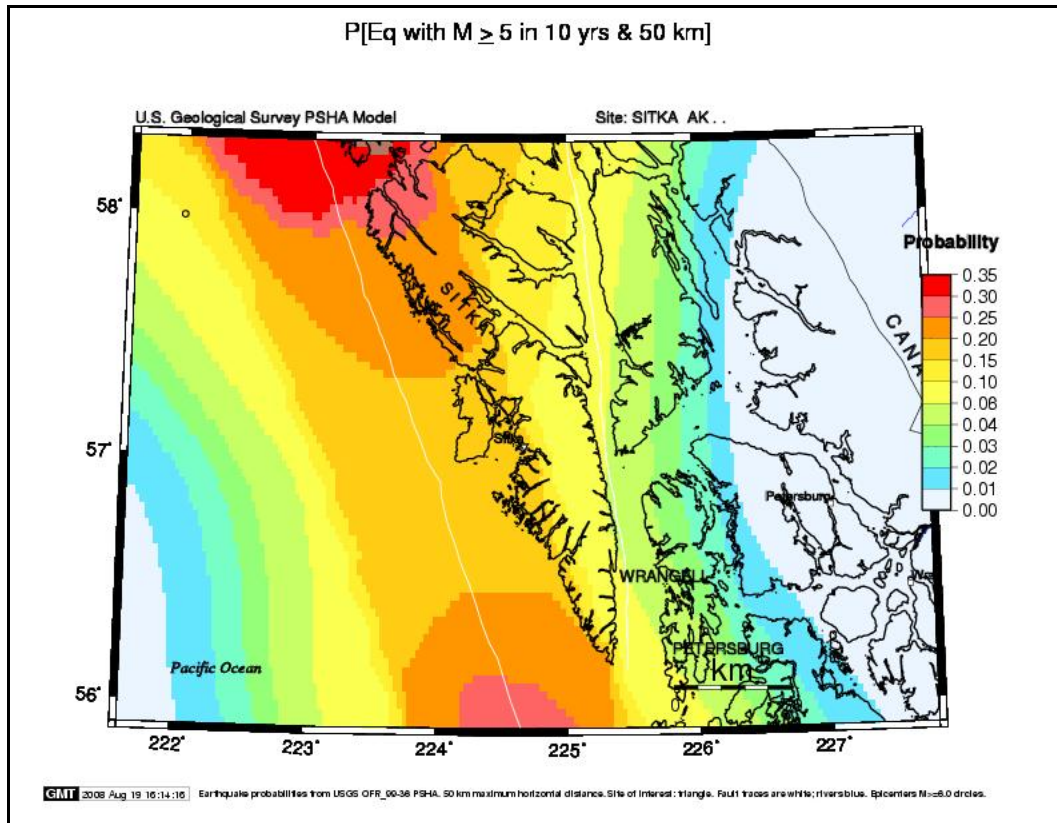 P[Eq with M ≥ 5 in 10 yrs & 50 km]
U.S. Geological Survey PSHA Model
Site: SITKA AK . .
58°
57°
56°
SITKA
Sitka
CANA
Petersburg
WRANGELL
PETERSBURG
km
Pacific Ocean
Probability
0.35
0.30
0.25
0.20
0.15
0.10
0.06
0.04
0.03
0.02
0.01
0.00
222°
223°
224°
225°
226°
227°
GMT 2008 Aug 19 16:14:16 Earthquake probabilities from USGS OFR_99-36 PSHA. 50 km maximum horizontal distance. Site of interest: triangle. Fault traces are white; rivers blue. Epicenters M>=6.0 circles.